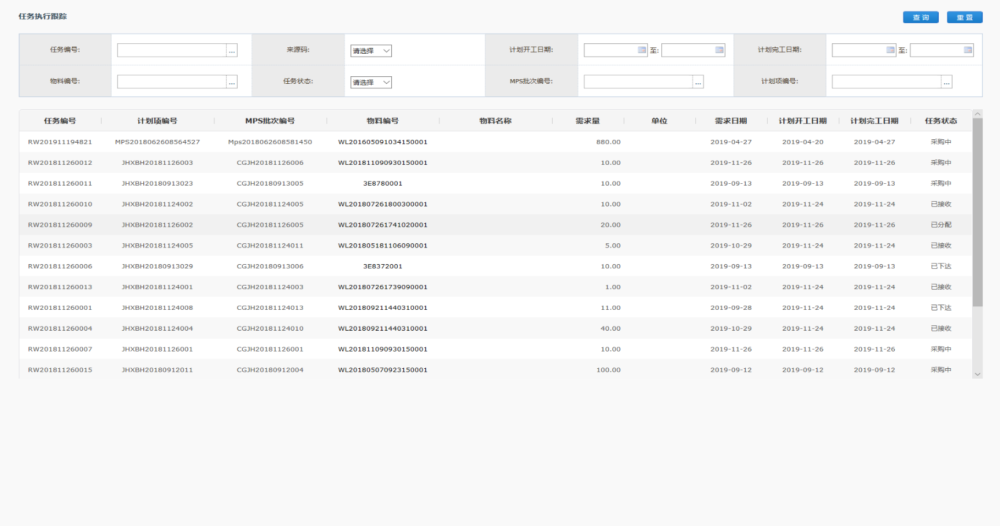 任务执行跟踪 查 询 重 置
任务编号: ... 来源码: 请选择 计划开工日期: 至: 计划完工日期: 至:
物料编号: ... 任务状态: 请选择 MPS批次编号: ... 计划项编号: ...
任务编号 计划项编号 MPS批次编号 物料编号 物料名称 需求量 单位 需求日期 计划开工日期 计划完工日期 任务状态
RW201911194821 MPS2018062608564527 Mps2018062608581450 WL201605091034150001 880.00 2019-04-27 2019-04-20 2019-04-27 采购中
RW201811260012 JHXBH20181126003 CGJH20181126006 WL201811090930150001 10.00 2019-11-26 2019-11-26 2019-11-26 采购中
RW201811260011 JHXBH20180913023 CGJH20180913005 3E8780001 10.00 2019-09-13 2019-09-13 2019-09-13 采购中
RW201811260010 JHXBH20181124002 CGJH20181124005 WL201807261800300001 10.00 2019-11-02 2019-11-24 2019-11-24 已接收
RW201811260009 JHXBH20181126002 CGJH20181126005 WL201807261741020001 20.00 2019-11-26 2019-11-26 2019-11-26 已分配
RW201811260003 JHXBH20181124005 CGJH20181124011 WL201805181106090001 5.00 2019-10-29 2019-11-24 2019-11-24 已接收
RW201811260006 JHXBH20180913029 CGJH20180913006 3E8372001 10.00 2019-09-13 2019-09-13 2019-09-13 已下达
RW201811260013 JHXBH20181124001 CGJH20181124003 WL201807261739090001 1.00 2019-11-02 2019-11-24 2019-11-24 已接收
RW201811260001 JHXBH20181124008 CGJH20181124013 WL201809211440310001 11.00 2019-09-28 2019-11-24 2019-11-24 已下达
RW201811260004 JHXBH20181124004 CGJH20181124010 WL201809211440310001 40.00 2019-10-29 2019-11-24 2019-11-24 已接收
RW201811260007 JHXBH20181126001 CGJH20181126001 WL201811090930150001 10.00 2019-11-26 2019-11-26 2019-11-26 采购中
RW201811260015 JHXBH20180912011 CGJH20180912004 WL201805070923150001 100.00 2019-09-12 2019-09-12 2019-09-12 采购中